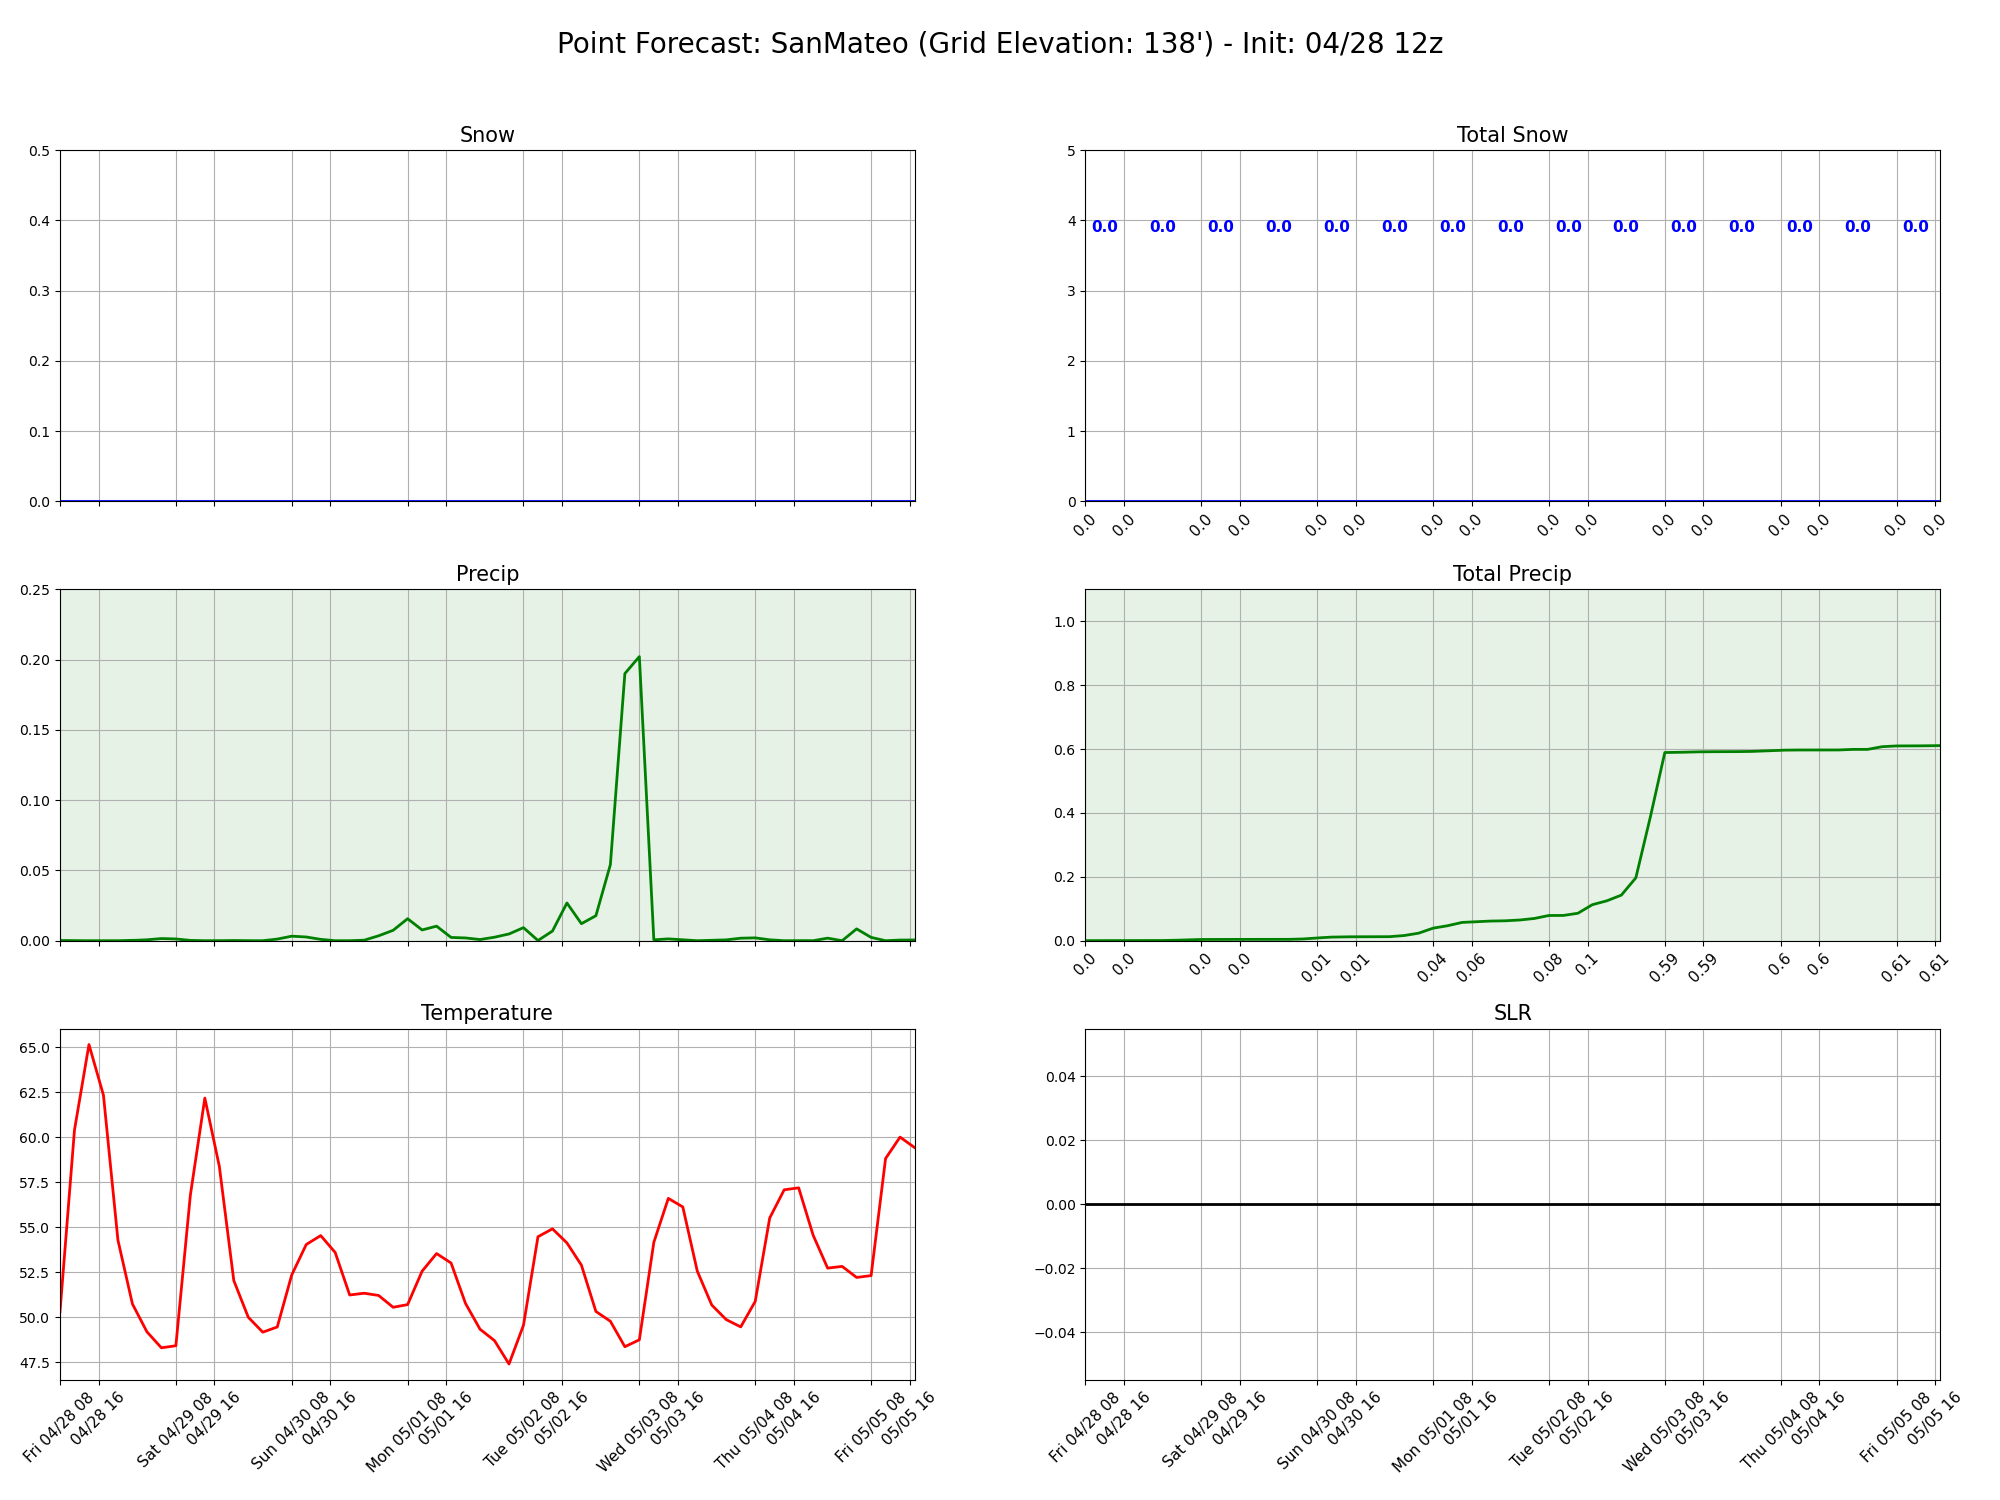 Point Forecast: SanMateo (Grid Elevation: 138') - Init: 04/28 12z
Snow
0.5
0.4
0.3
0.2
0.1
0.0
Total Snow
5
4
3
2
1
0
0.0 0.0 0.0 0.0 0.0 0.0 0.0 0.0 0.0 0.0 0.0 0.0 0.0 0.0 0.0
0.0 0.0 0.0 0.0 0.0 0.0 0.0 0.0 0.0 0.0 0.0 0.0 0.0 0.0 0.0 0.0
Precip
0.25
0.20
0.15
0.10
0.05
0.00
Total Precip
1.0
0.8
0.6
0.4
0.2
0.0
0.0 0.0 0.0 0.0 0.01 0.01 0.04 0.06 0.08 0.1 0.59 0.59 0.6 0.6 0.61 0.61
Temperature
65.0
62.5
60.0
57.5
55.0
52.5
50.0
47.5
Fri 04/28 08
04/28 16
Sat 04/29 08
04/29 16
Sun 04/30 08
04/30 16
Mon 05/01 08
05/01 16
Tue 05/02 08
05/02 16
Wed 05/03 08
05/03 16
Thu 05/04 08
05/04 16
Fri 05/05 08
05/05 16
SLR
0.04
0.02
0.00
−0.02
−0.04
Fri 04/28 08
04/28 16
Sat 04/29 08
04/29 16
Sun 04/30 08
04/30 16
Mon 05/01 08
05/01 16
Tue 05/02 08
05/02 16
Wed 05/03 08
05/03 16
Thu 05/04 08
05/04 16
Fri 05/05 08
05/05 16